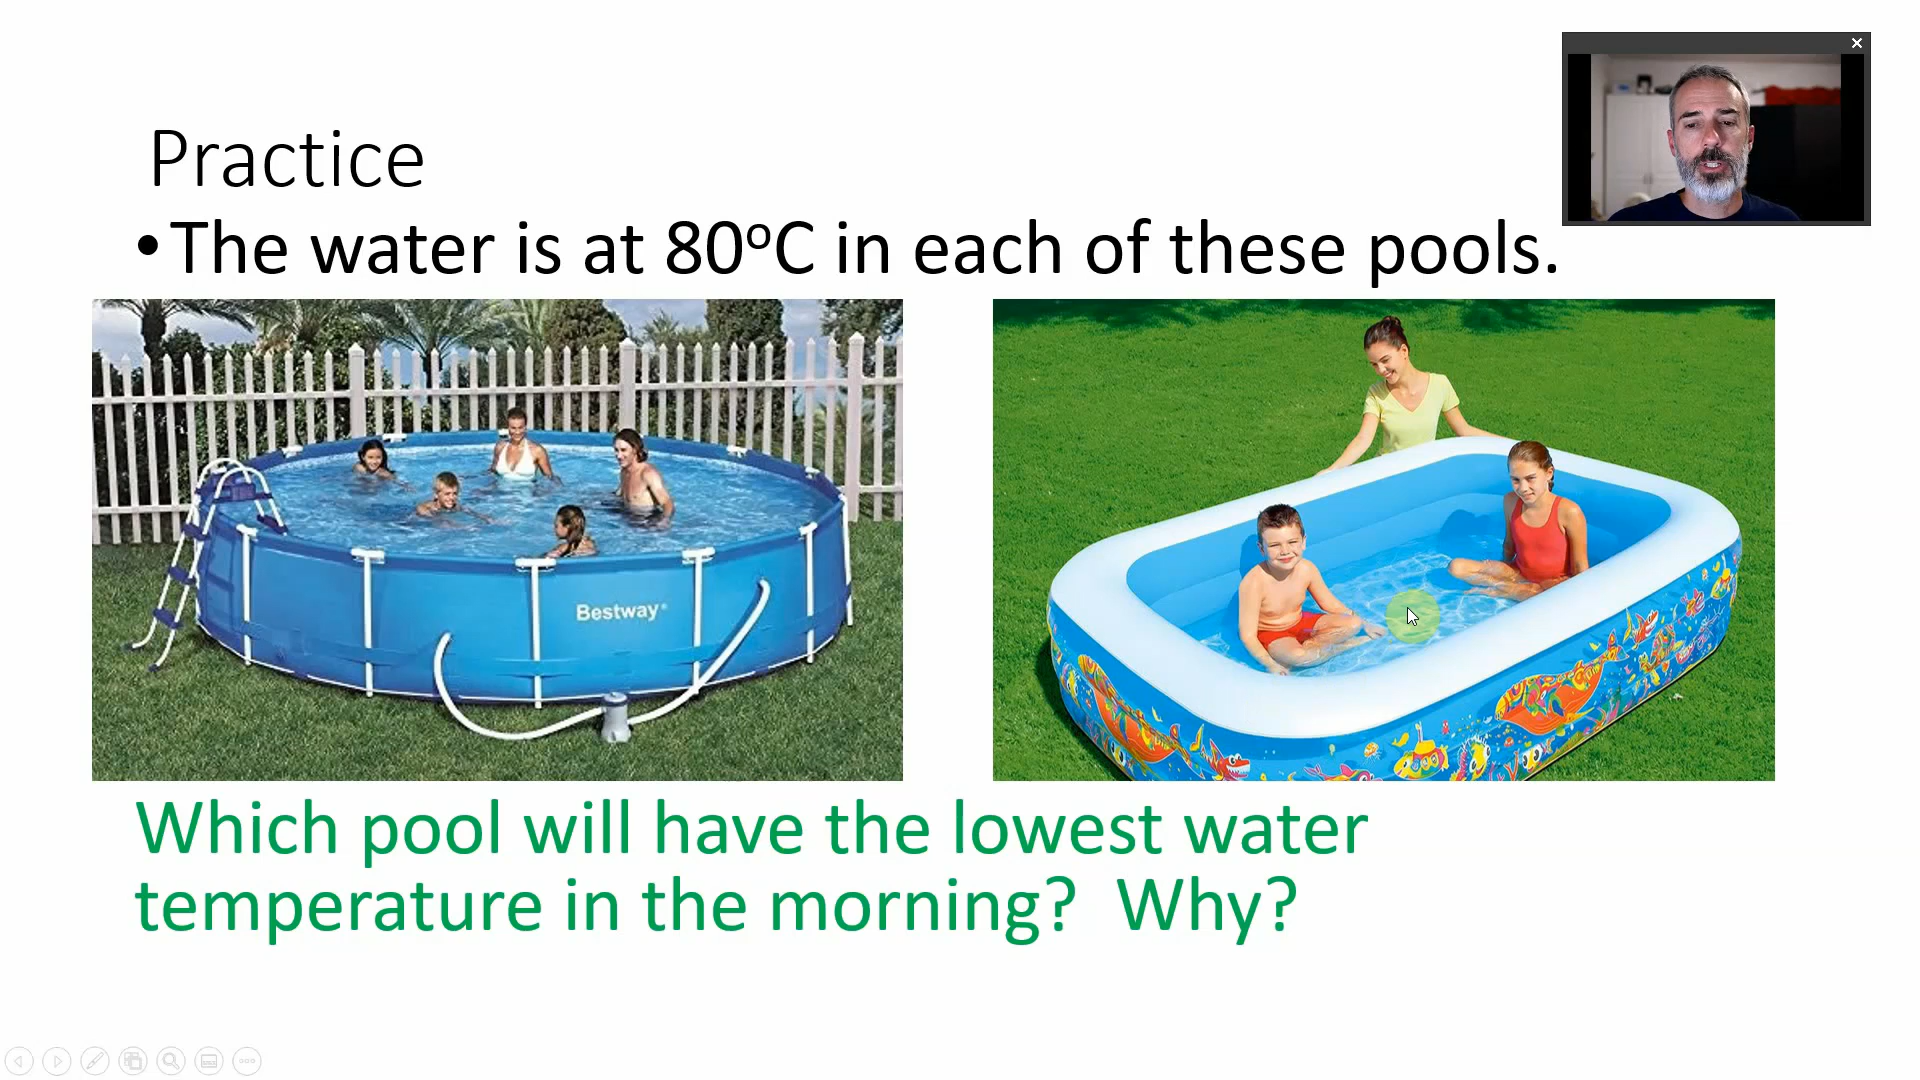 Practice
•The water is at 80ºC in each of these pools.
Bestway®
Which pool will have the lowest water
temperature in the morning?  Why?